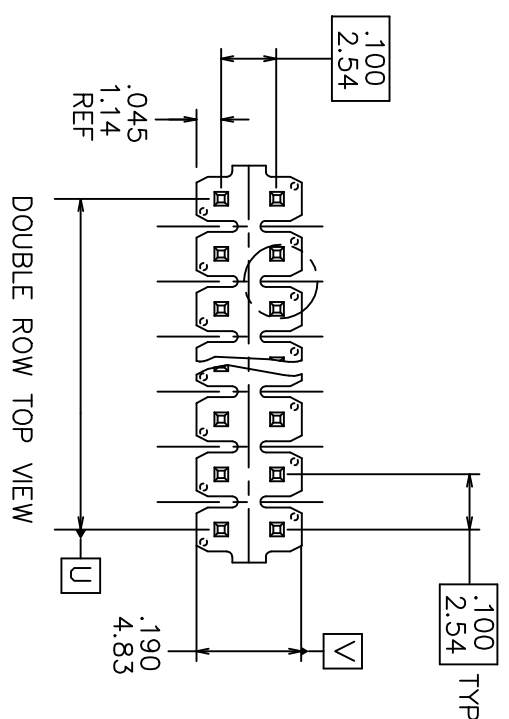 .100
2.54
.045
1.14
REF
DOUBLE ROW TOP VIEW
U
.190
4.83
V
.100
2.54 TYP